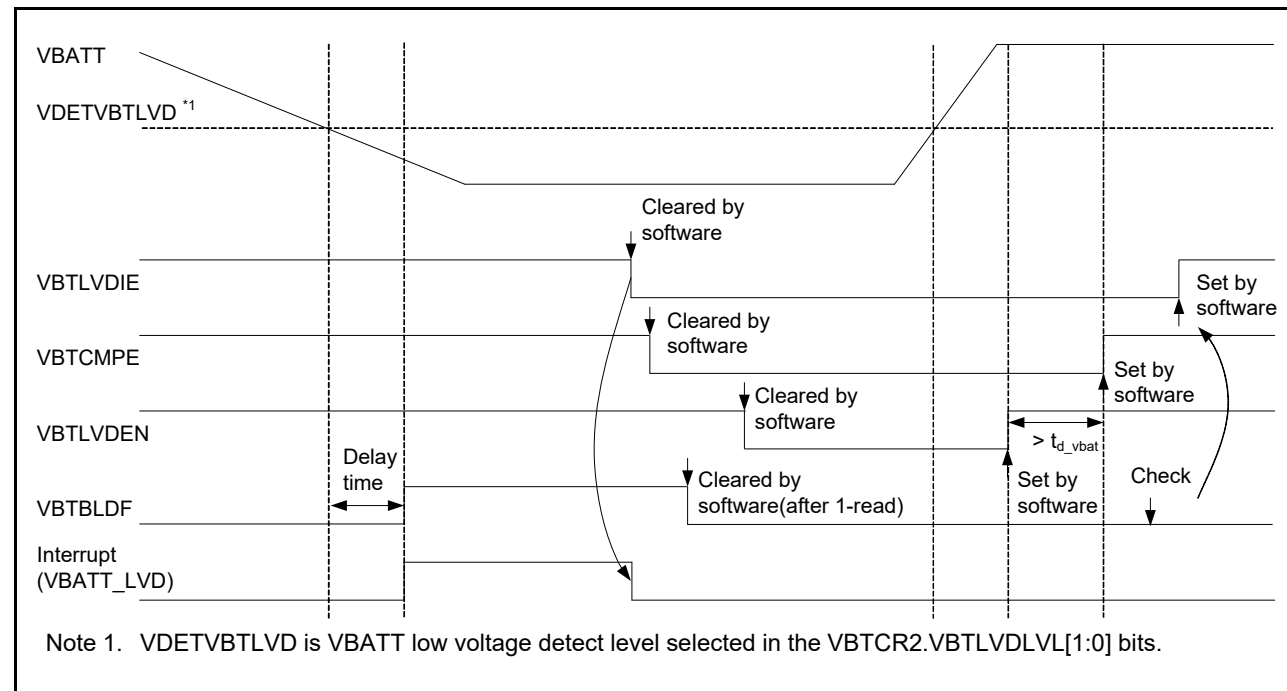 VBATT
VDETVBTLVD *1
Cleared by
software
VBTLVDIE
Set by
software
Cleared by
software
VBTCMPE
Set by
software
Cleared by
software
VBTLVDEN
> td_vbat
Delay
time
Cleared by
software(after 1-read)
Set by
software
Check
VBTBLDF
Interrupt
(VBATT_LVD)
Note 1. VDETVBTLVD is VBATT low voltage detect level selected in the VBTCR2.VBTLVDLVL[1:0] bits.